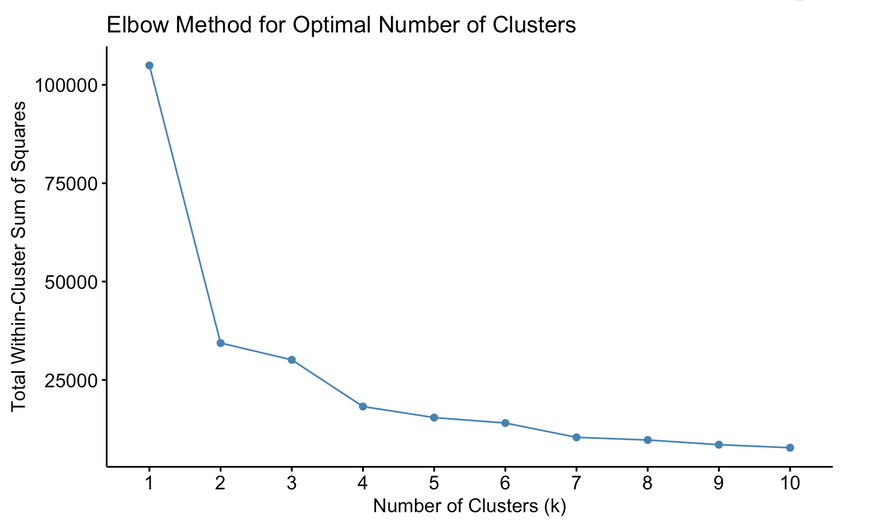 Elbow Method for Optimal Number of Clusters
Total Within-Cluster Sum of Squares
100000
75000
50000
25000
1 2 3 4 5 6 7 8 9 10
Number of Clusters (k)